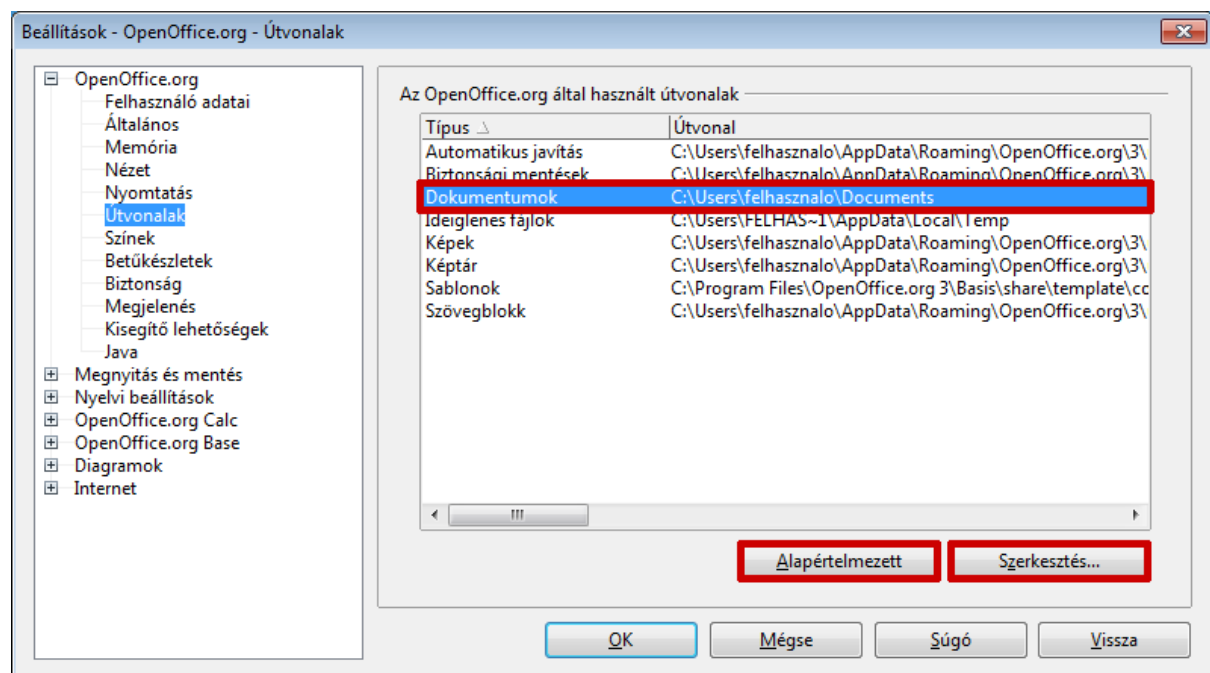 Beállítások - OpenOffice.org - Útvonalak
OpenOffice.org
Felhasználó adatai
Általános
Memória
Nézet
Nyomtatás
Útvonalak
Színek
Betűkészletek
Biztonság
Megjelenés
Kisegítő lehetőségek
Java
Megnyitás és mentés
Nyelvi beállítások
OpenOffice.org Calc
OpenOffice.org Base
Diagramok
Internet
Az OpenOffice.org által használt útvonalak
Típus Útvonal
Automatikus javítás C:\Users\felhasznalo\AppData\Roaming\OpenOffice.org\3\
Biztonsági mentések C:\Users\felhasznalo\AppData\Roaming\OpenOffice.org\3\
Dokumentumok C:\Users\felhasznalo\Documents
Ideiglenes fájlok C:\Users\FELHAS~1\AppData\Local\Temp
Képek C:\Users\felhasznalo\AppData\Roaming\OpenOffice.org\3\
Képtár C:\Users\felhasznalo\AppData\Roaming\OpenOffice.org\3\
Sablonok C:\Program Files\OpenOffice.org 3\Basis\share\template\cc
Szövegblokk C:\Users\felhasznalo\AppData\Roaming\OpenOffice.org\3\
Alapértelmezett Szerkesztés...
OK Mégse Súgó Vissza